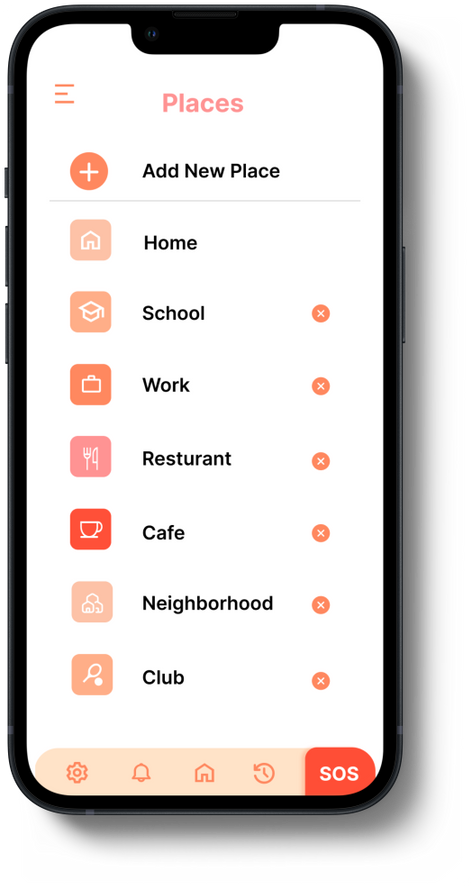 Places
Add New Place
Home
School
Work
Resturant
Cafe
Neighborhood
Club
SOS